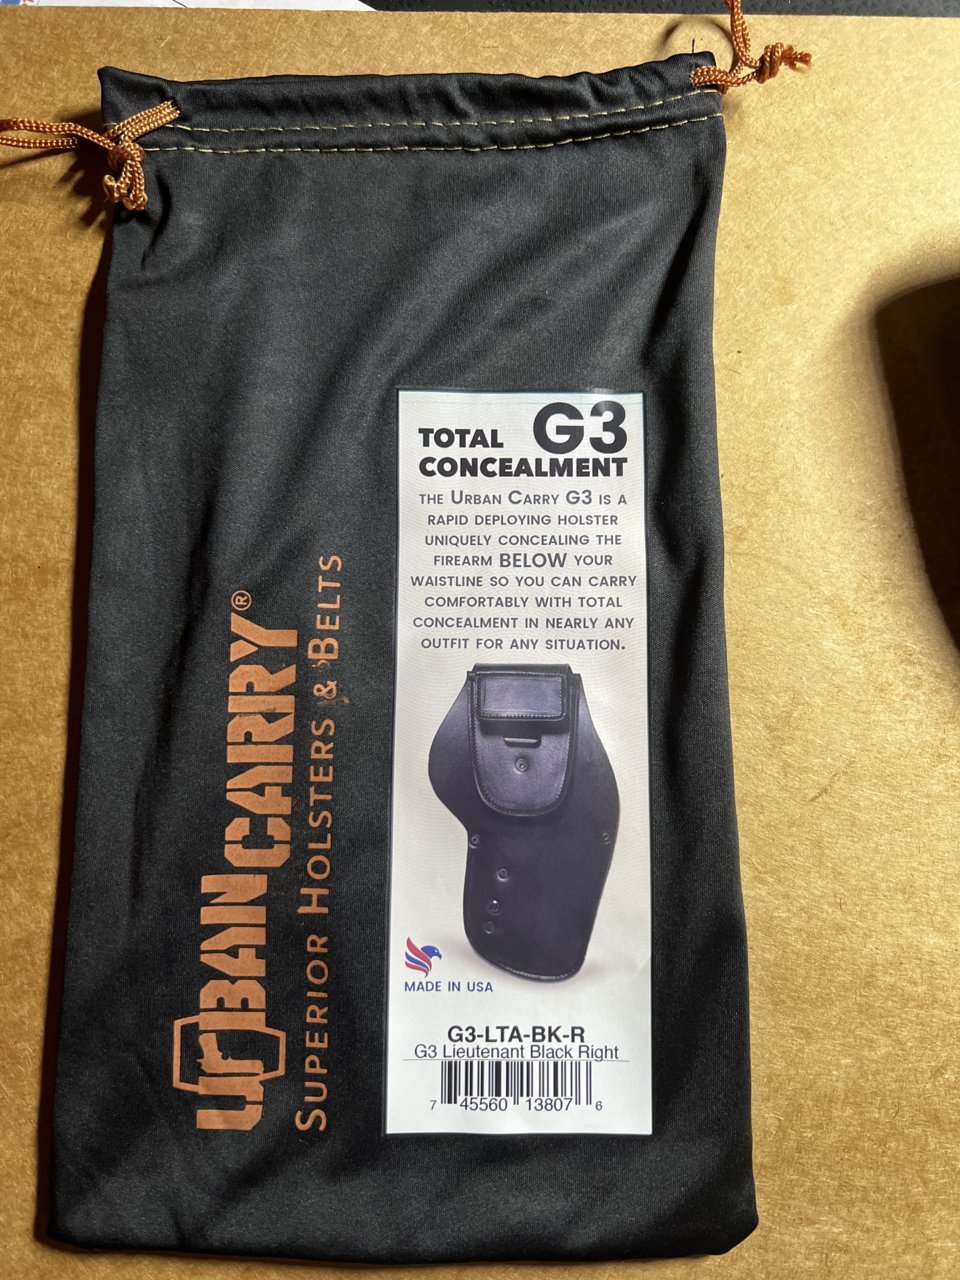 URBANCARRY®
SUPERIOR HOLSTERS & BELTS
TOTAL G3
CONCEALMENT
THE URBAN CARRY G3 IS A
RAPID DEPLOYING HOLSTER
UNIQUELY CONCEALING THE
FIREARM BELOW YOUR
WAISTLINE SO YOU CAN CARRY
COMFORTABLY WITH TOTAL
CONCEALMENT IN NEARLY ANY
OUTFIT FOR ANY SITUATION.
MADE IN USA
G3-LTA-BK-R
G3 Lieutenant Black Right
7 45560 13807 6